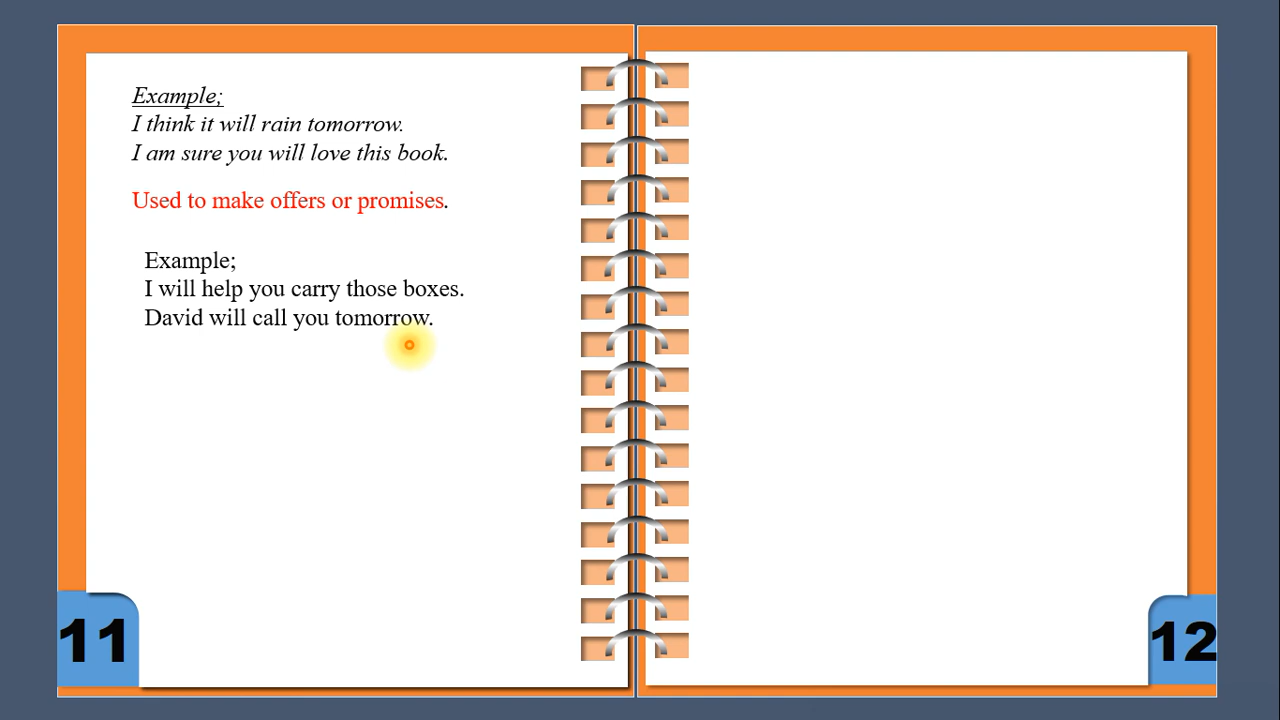 Example;
I think it will rain tomorrow.
I am sure you will love this book.
Used to make offers or promises.
Example;
I will help you carry those boxes.
David will call you tomorrow.
11
12